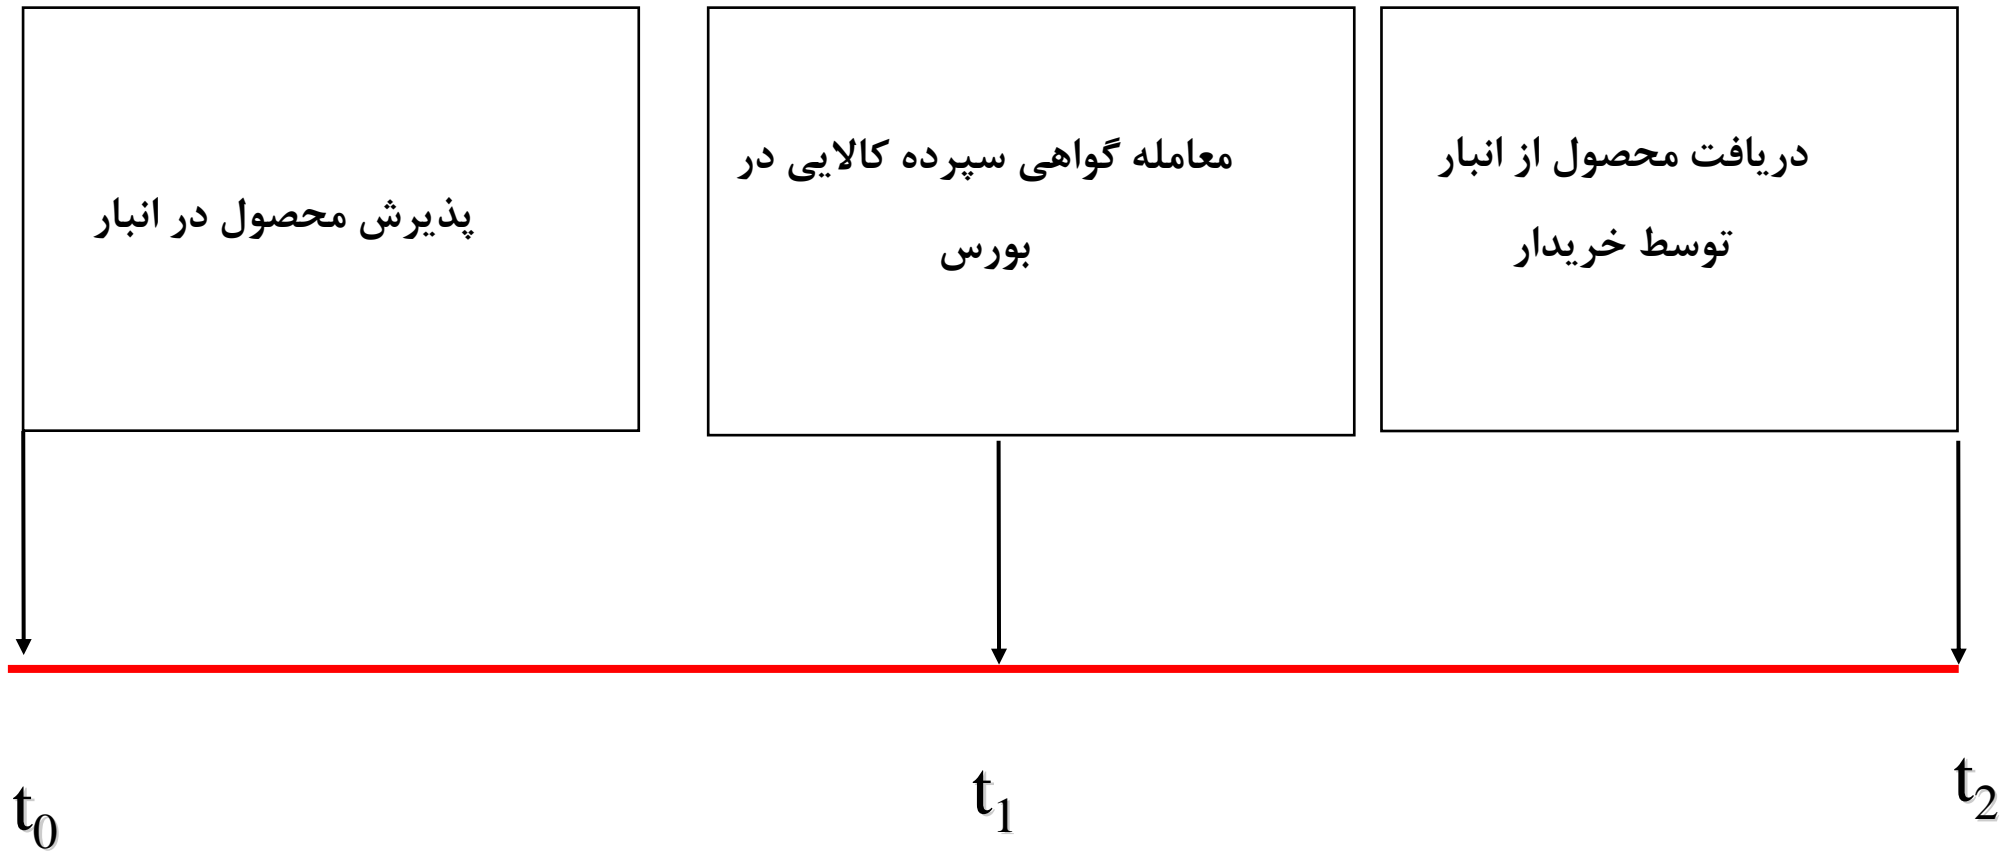 پذیرش محصول در انبار
معامله گواهی سپرده کالایی در
بورس
دریافت محصول از انبار
توسط خریدار
t₀
t₁
t₂